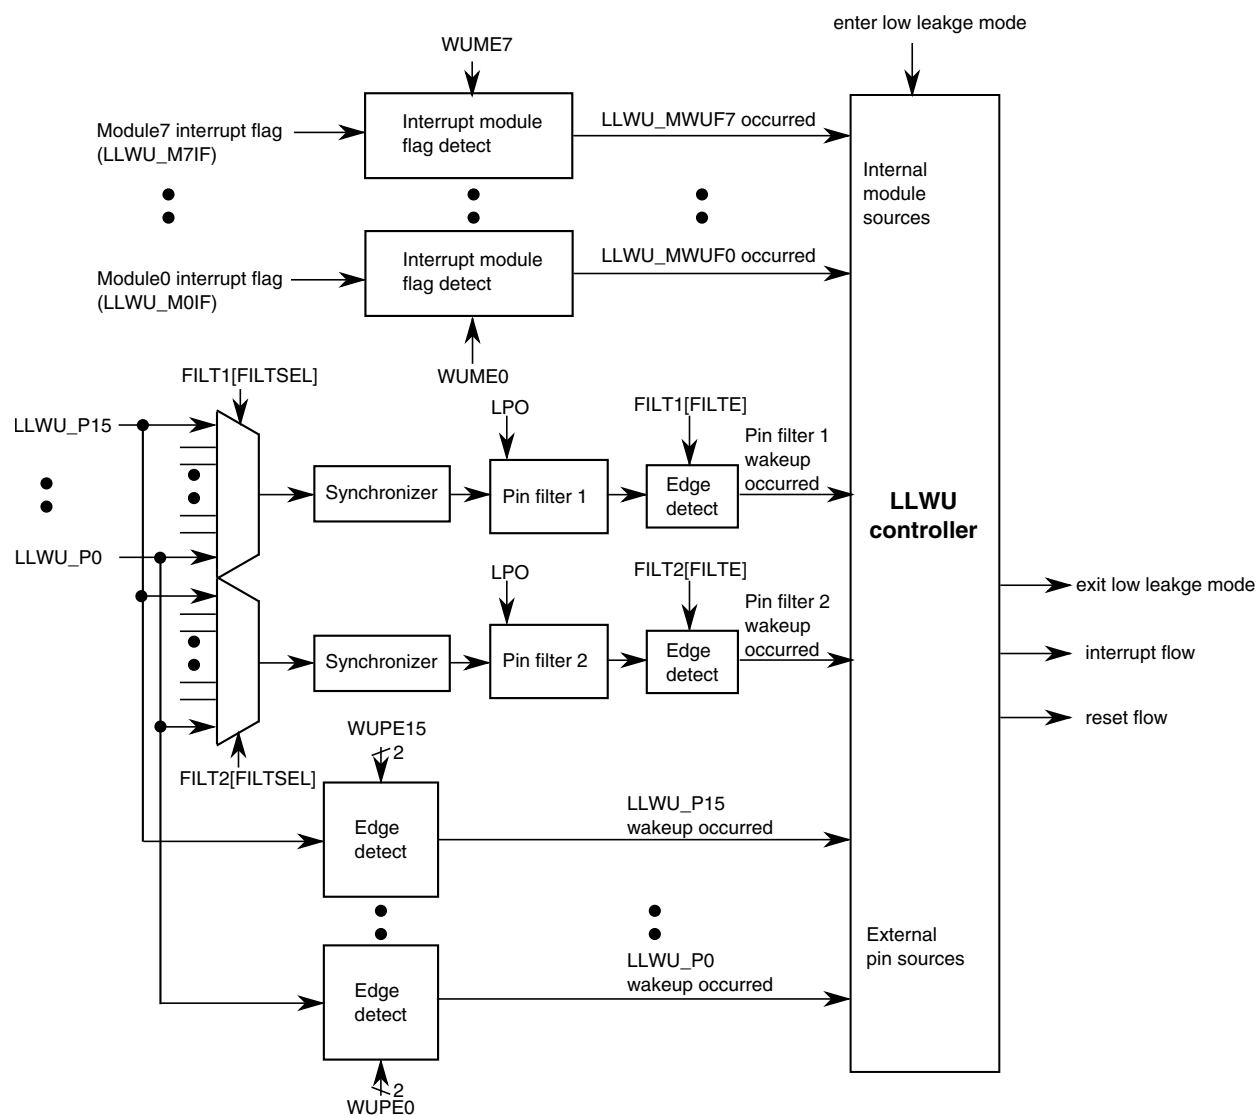 enter low leakge mode
WUME7
Module7 interrupt flag
(LLWU_M7IF)
Interrupt module
flag detect
LLWU_MWUF7 occurred
Internal
module
sources
Module0 interrupt flag
(LLWU_M0IF)
Interrupt module
flag detect
LLWU_MWUF0 occurred
WUME0
FILT1[FILTSEL]
LLWU_P15
LPO
FILT1[FILTE]
Pin filter 1
wakeup
occurred
Synchronizer
Pin filter 1
Edge
detect
LLWU
controller
LLWU_P0
LPO
FILT2[FILTE]
Pin filter 2
wakeup
occurred
Synchronizer
Pin filter 2
Edge
detect
exit low leakge mode
interrupt flow
reset flow
FILT2[FILTSEL]
WUPE15
2
Edge
detect
LLWU_P15
wakeup occurred
External
pin sources
Edge
detect
LLWU_P0
wakeup occurred
2
WUPE0